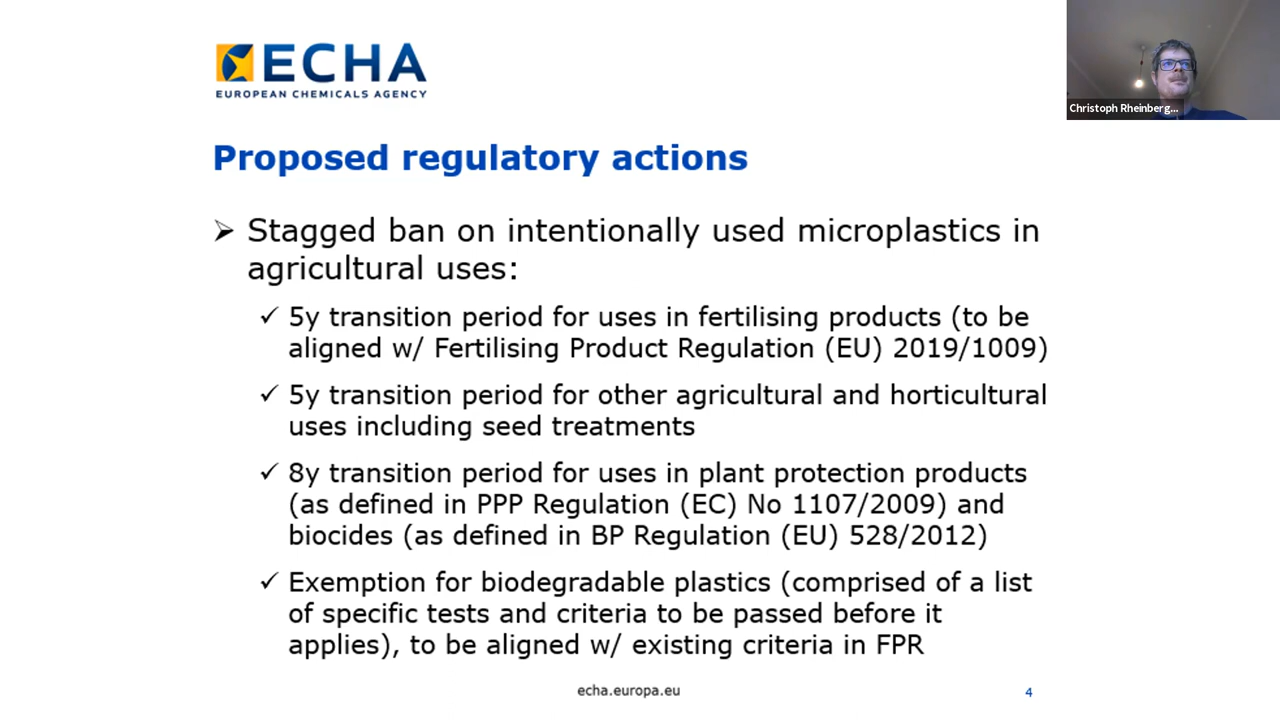 ECHA
EUROPEAN CHEMICALS AGENCY
Christoph Rheinberg...
Proposed regulatory actions
➢ Stagged ban on intentionally used microplastics in
agricultural uses:
✓ 5y transition period for uses in fertilising products (to be
aligned w/ Fertilising Product Regulation (EU) 2019/1009)
✓ 5y transition period for other agricultural and horticultural
uses including seed treatments
✓ 8y transition period for uses in plant protection products
(as defined in PPP Regulation (EC) No 1107/2009) and
biocides (as defined in BP Regulation (EU) 528/2012)
✓ Exemption for biodegradable plastics (comprised of a list
of specific tests and criteria to be passed before it
applies), to be aligned w/ existing criteria in FPR
echa.europa.eu
4